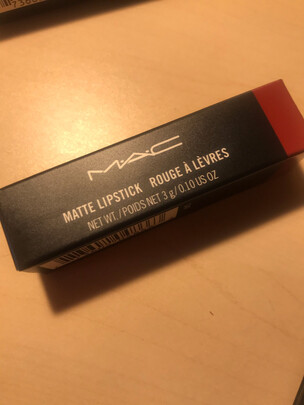 M·A·C
MATTE LIPSTICK ROUGE À LÈVRES
NET WT./POIDS NET 3 g/0.10 US OZ